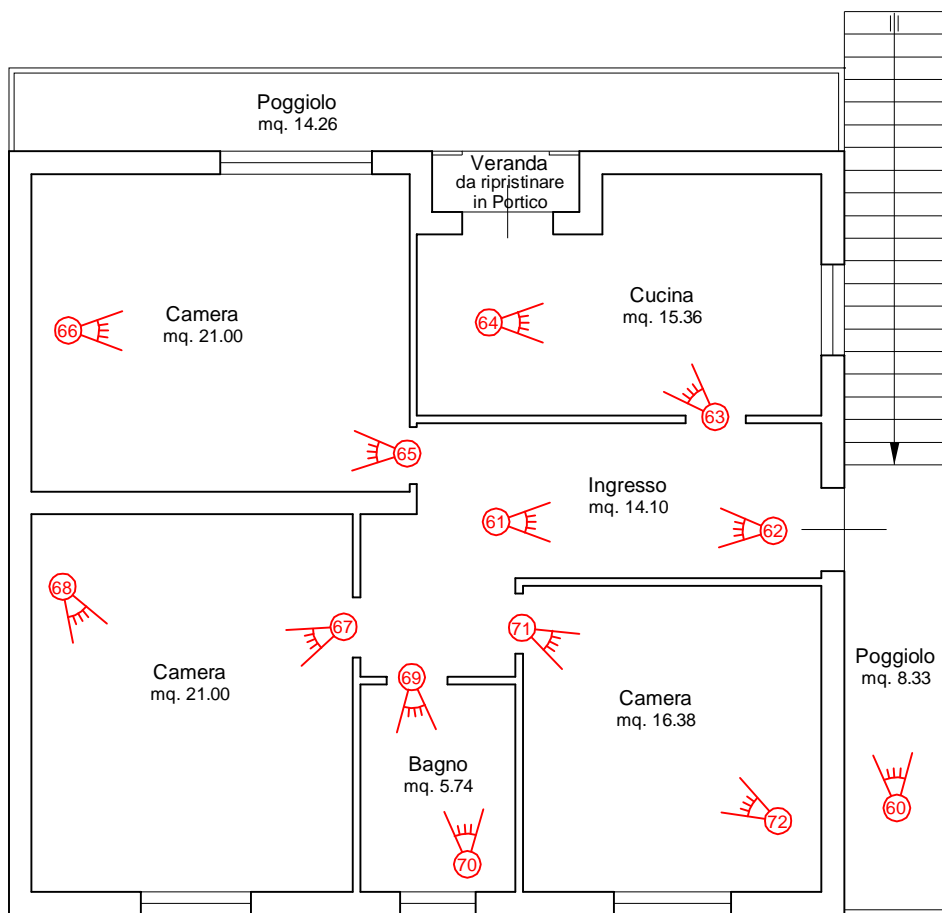 Poggiolo
mq. 14.26
Veranda
da ripristinare
in Portico
Camera
mq. 21.00
66
64
Cucina
mq. 15.36
63
65
Ingresso
mq. 14.10
61
62
68
67
71
Camera
mq. 21.00
69
Camera
mq. 16.38
Poggiolo
mq. 8.33
Bagno
mq. 5.74
60
72
70